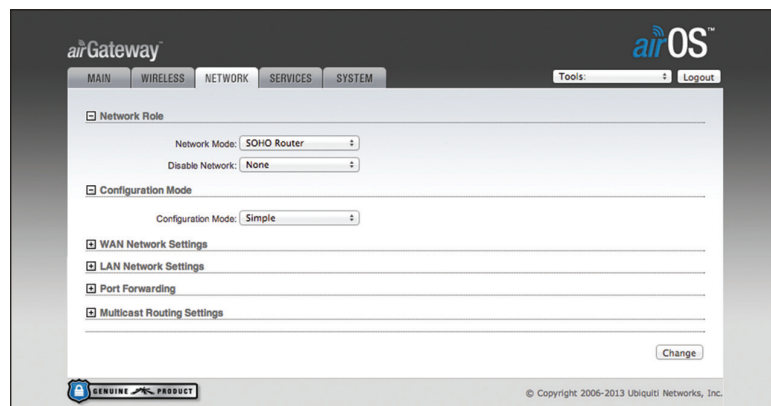 airGateway™
airOS™
MAIN WIRELESS NETWORK SERVICES SYSTEM Tools: Logout
Network Role
Network Mode: SOHO Router
Disable Network: None
Configuration Mode
Configuration Mode: Simple
WAN Network Settings
LAN Network Settings
Port Forwarding
Multicast Routing Settings
Change
GENUINE PRODUCT
© Copyright 2006-2013 Ubiquiti Networks, Inc.